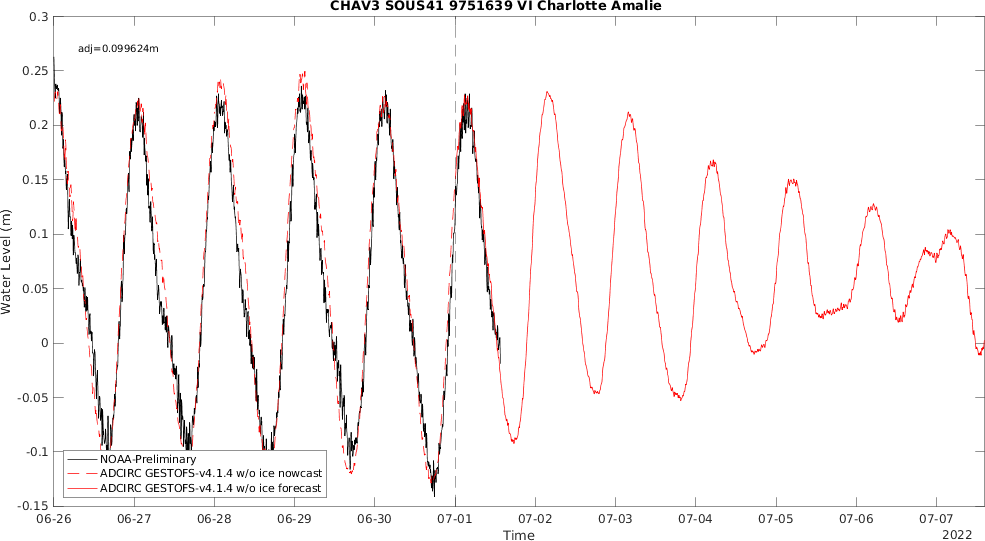 CHAV3 SOUS41 9751639 VI Charlotte Amalie
adj=0.099624m
0.3
0.25
0.2
0.15
0.1
0.05
0
-0.05
-0.1
-0.15
Water Level (m)
NOAA-Preliminary
ADCIRC GESTOFS-v4.1.4 w/o ice nowcast
ADCIRC GESTOFS-v4.1.4 w/o ice forecast
06-26 06-27 06-28 06-29 06-30 07-01 07-02 07-03 07-04 07-05 07-06 07-07
Time
2022